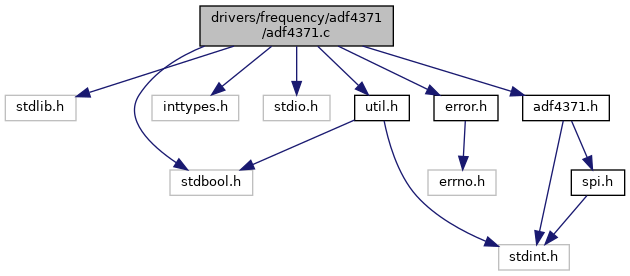 drivers/frequency/adf4371
/adf4371.c
stdlib.h
inttypes.h
stdio.h
util.h
error.h
adf4371.h
stdbool.h
errno.h
spi.h
stdint.h